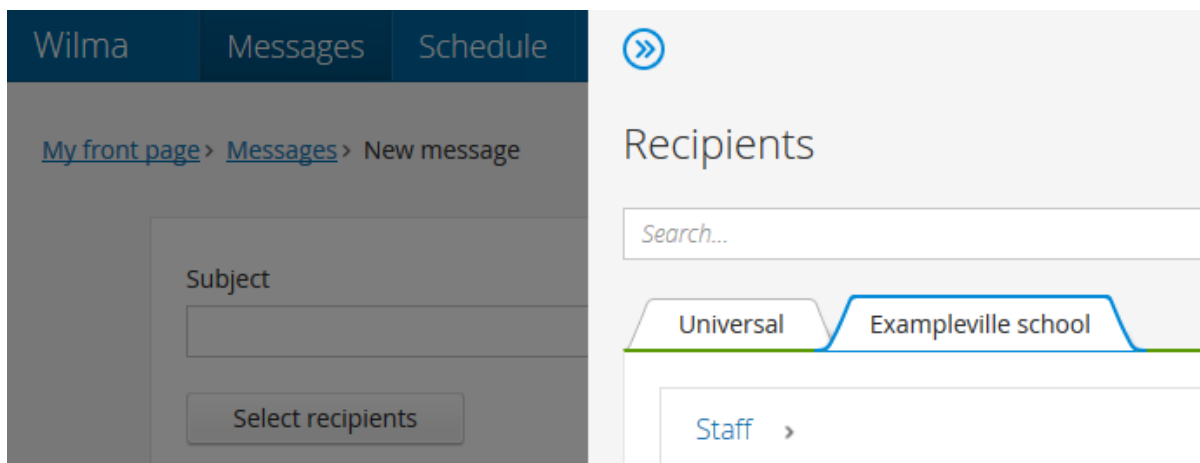 Wilma Messages Schedule
My front page › Messages › New message
Subject
Select recipients
Recipients
Search...
Universal Exampleville school
Staff ›